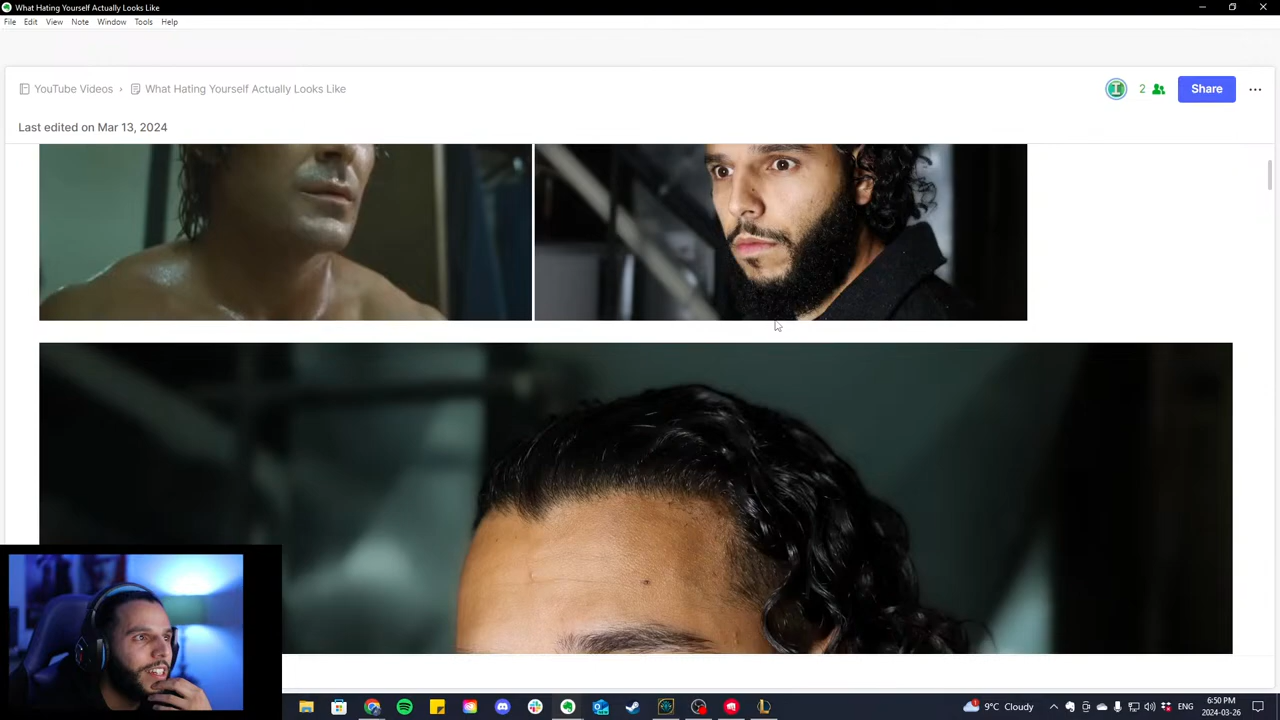 What Hating Yourself Actually Looks Like
File Edit View Note Window Tools Help
YouTube Videos › What Hating Yourself Actually Looks Like
2
Share
Last edited on Mar 13, 2024
9°C Cloudy
6:50 PM
2024-03-26